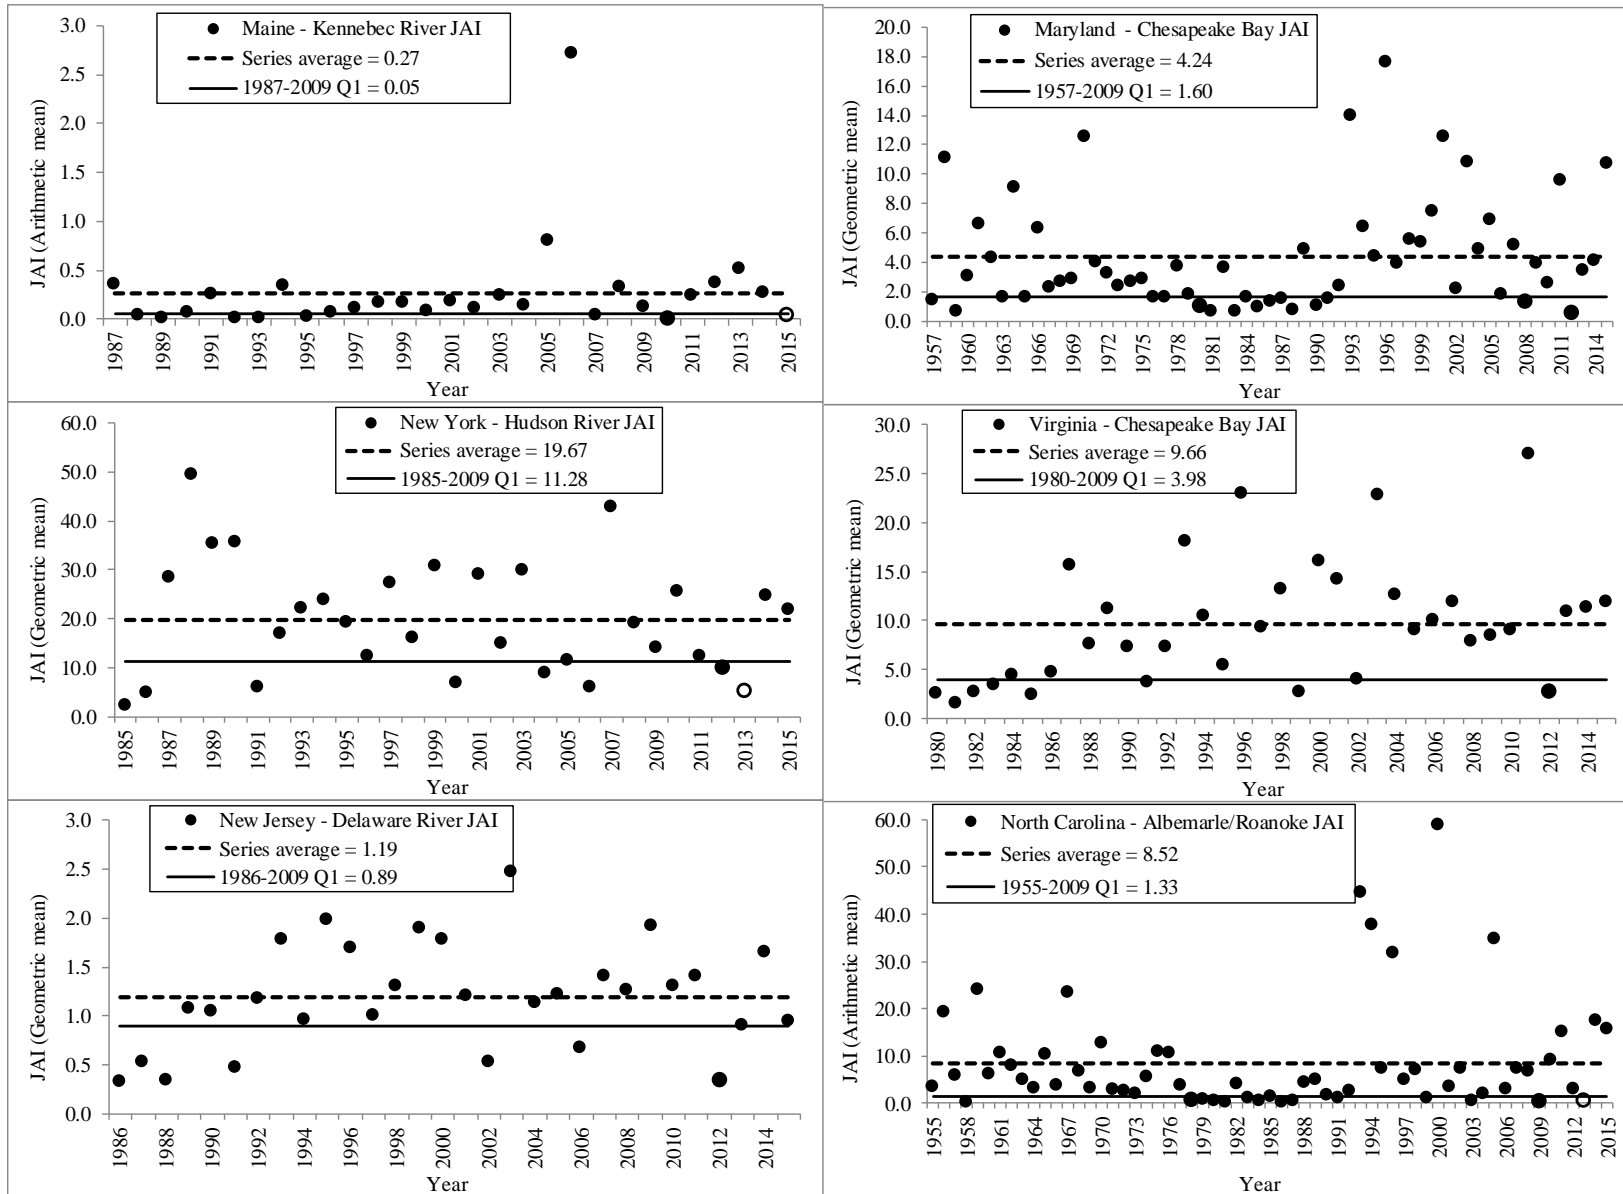 Maine - Kennebec River JAI
Series average = 0.27
1987-2009 Q1 = 0.05
JAI (Arithmetic mean)
3.0
2.5
2.0
1.5
1.0
0.5
0.0
1987 1989 1991 1993 1995 1997 1999 2001 2003 2005 2007 2009 2011 2013 2015
Year
Maryland - Chesapeake Bay JAI
Series average = 4.24
1957-2009 Q1 = 1.60
JAI (Geometric mean)
20.0
18.0
16.0
14.0
12.0
10.0
8.0
6.0
4.0
2.0
0.0
1957 1960 1963 1966 1969 1972 1975 1978 1981 1984 1987 1990 1993 1996 1999 2002 2005 2008 2011 2014
Year
New York - Hudson River JAI
Series average = 19.67
1985-2009 Q1 = 11.28
JAI (Geometric mean)
60.0
50.0
40.0
30.0
20.0
10.0
0.0
1985 1987 1989 1991 1993 1995 1997 1999 2001 2003 2005 2007 2009 2011 2013 2015
Year
Virginia - Chesapeake Bay JAI
Series average = 9.66
1980-2009 Q1 = 3.98
JAI (Geometric mean)
30.0
25.0
20.0
15.0
10.0
5.0
0.0
1980 1982 1984 1986 1988 1990 1992 1994 1996 1998 2000 2002 2004 2006 2008 2010 2012 2014
Year
New Jersey - Delaware River JAI
Series average = 1.19
1986-2009 Q1 = 0.89
JAI (Geometric mean)
3.0
2.5
2.0
1.5
1.0
0.5
0.0
1986 1988 1990 1992 1994 1996 1998 2000 2002 2004 2006 2008 2010 2012 2014
Year
North Carolina - Albemarle/Roanoke JAI
Series average = 8.52
1955-2009 Q1 = 1.33
JAI (Arithmetic mean)
60.0
50.0
40.0
30.0
20.0
10.0
0.0
1955 1958 1961 1964 1967 1970 1973 1976 1979 1982 1985 1988 1991 1994 1997 2000 2003 2006 2009 2012 2015
Year